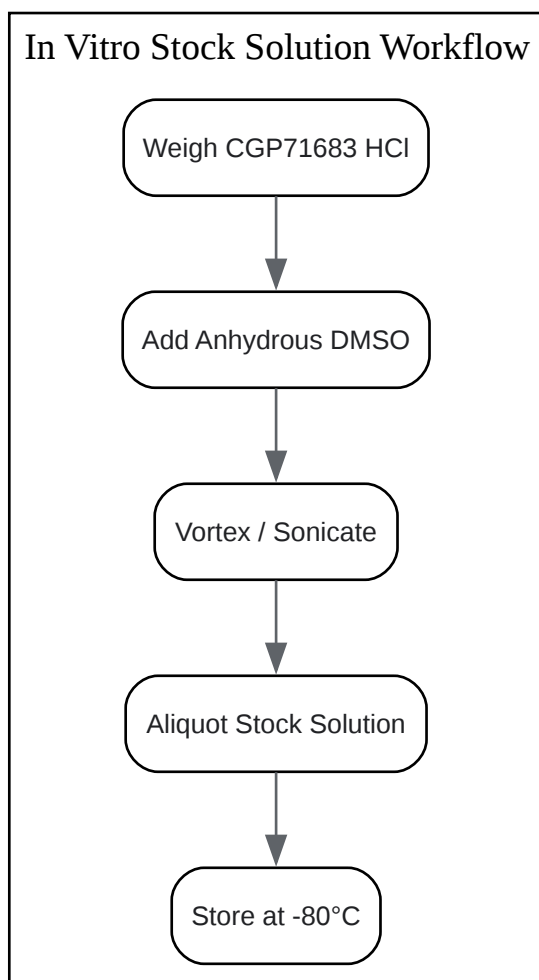 In Vitro Stock Solution Workflow
Weigh CGP71683 HCl
Add Anhydrous DMSO
Vortex / Sonicate
Aliquot Stock Solution
Store at -80°C